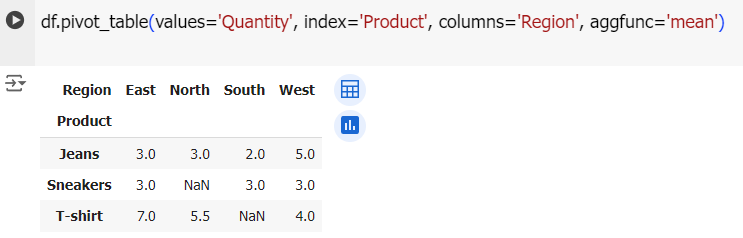 df.pivot_table(values='Quantity', index='Product', columns='Region', aggfunc='mean')
Region East North South West
Product
Jeans 3.0 3.0 2.0 5.0
Sneakers 3.0 NaN 3.0 3.0
T-shirt 7.0 5.5 NaN 4.0